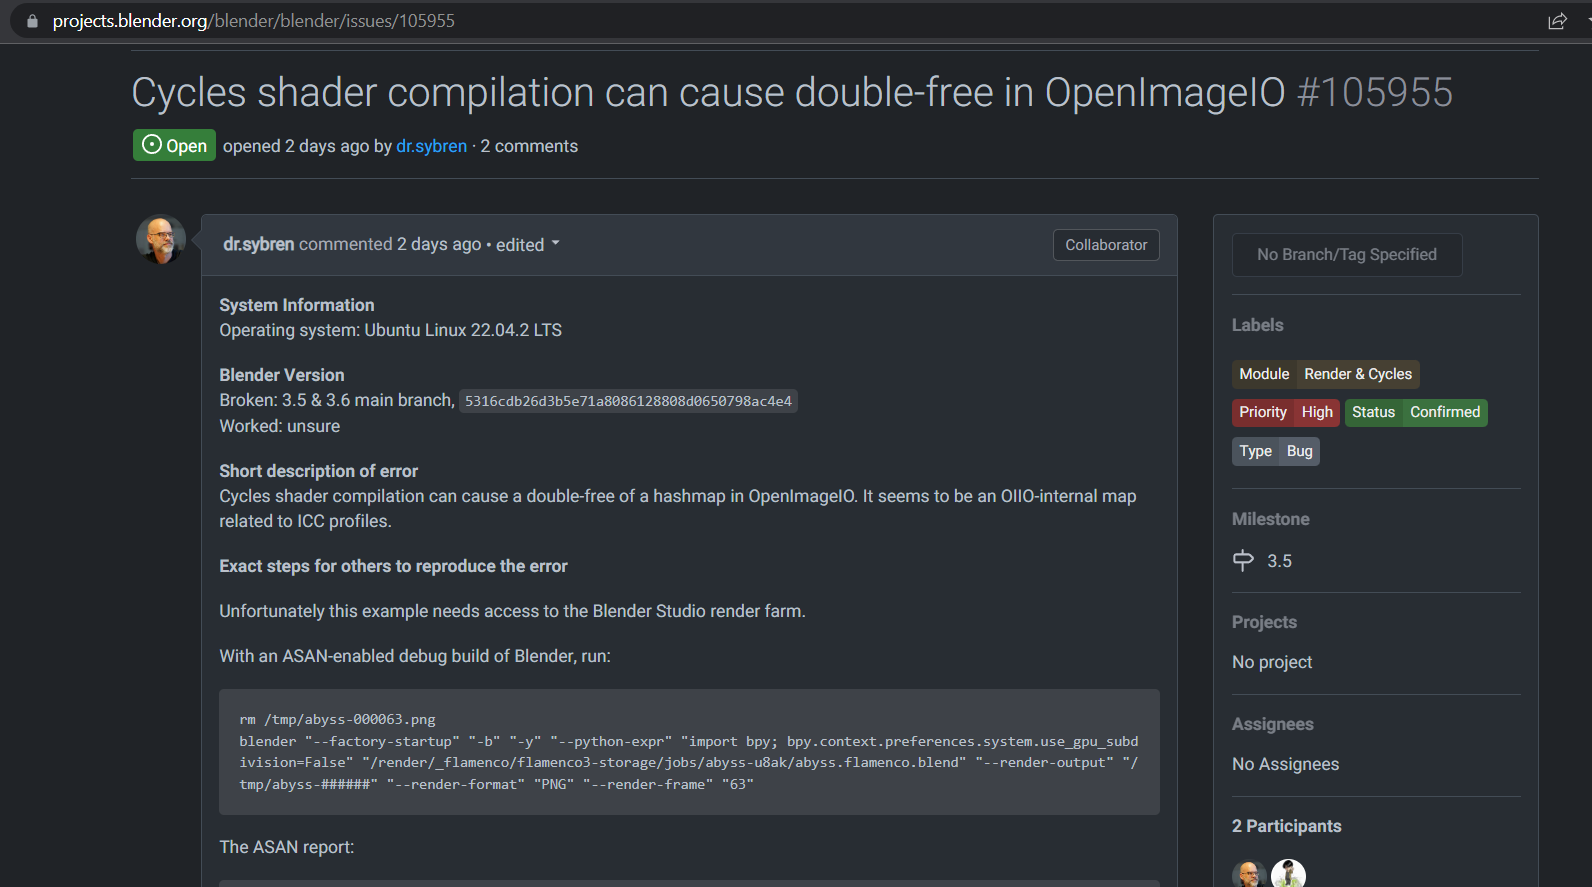 projects.blender.org/blender/blender/issues/105955
Cycles shader compilation can cause double-free in OpenImageIO #105955
Open opened 2 days ago by dr.sybren · 2 comments
dr.sybren commented 2 days ago • edited
Collaborator
System Information
Operating system: Ubuntu Linux 22.04.2 LTS
Blender Version
Broken: 3.5 & 3.6 main branch, 5316cdb26d3b5e71a8086128808d0650798ac4e4
Worked: unsure
Short description of error
Cycles shader compilation can cause a double-free of a hashmap in OpenImageIO. It seems to be an OIIO-internal map
related to ICC profiles.
Exact steps for others to reproduce the error
Unfortunately this example needs access to the Blender Studio render farm.
With an ASAN-enabled debug build of Blender, run:
rm /tmp/abyss-000063.png
blender "--factory-startup" "-b" "-y" "--python-expr" "import bpy; bpy.context.preferences.system.use_gpu_subd
ivision=False" "/render/_flamenco/flamenco3-storage/jobs/abyss-u8ak/abyss.flamenco.blend" "--render-output" "/
tmp/abyss-######" "--render-format" "PNG" "--render-frame" "63"
The ASAN report:
No Branch/Tag Specified
Labels
Module Render & Cycles
Priority High Status Confirmed
Type Bug
Milestone
3.5
Projects
No project
Assignees
No Assignees
2 Participants